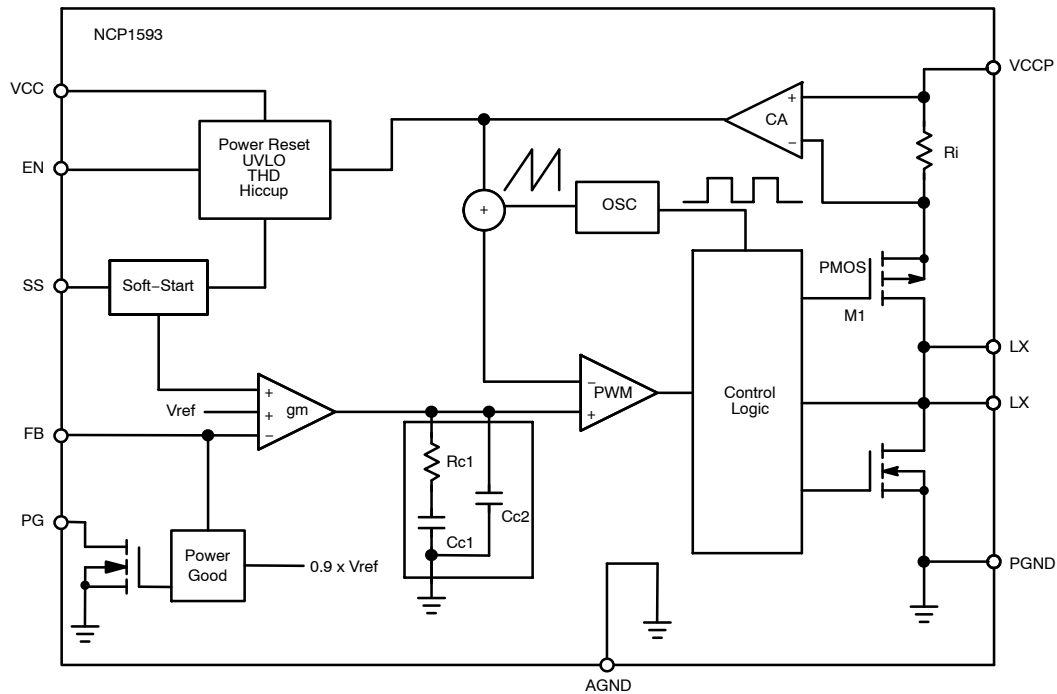 NCP1593
VCC
VCCP
Power Reset
UVLO
THD
Hiccup
+
CA
−
Ri
EN
+
OSC
SS
Soft−Start
PMOS
M1
LX
Vref
+
+
−
gm
−
PWM
+
Control
Logic
LX
FB
Rc1
Cc2
Cc1
PG
Power
Good
0.9 x Vref
PGND
AGND